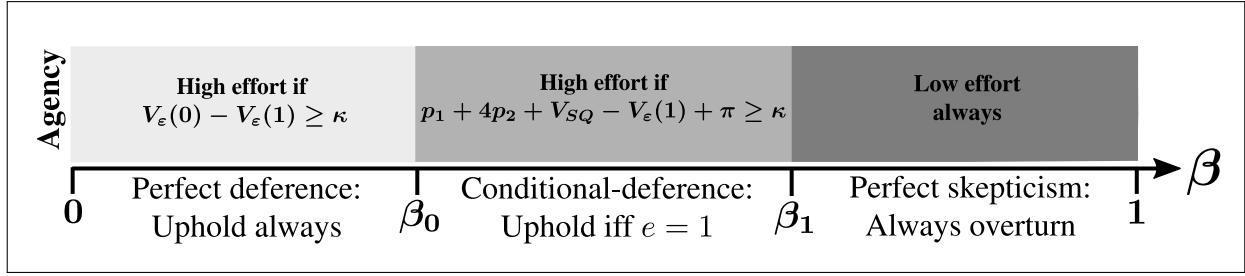 Agency
High effort if
V_ε(0) − V_ε(1) ≥ κ
High effort if
p₁ + 4p₂ + V_SQ − V_ε(1) + π ≥ κ
Low effort
always
β
0
β₀
β₁
1
Perfect deference:
Uphold always
Conditional-deference:
Uphold iff e = 1
Perfect skepticism:
Always overturn